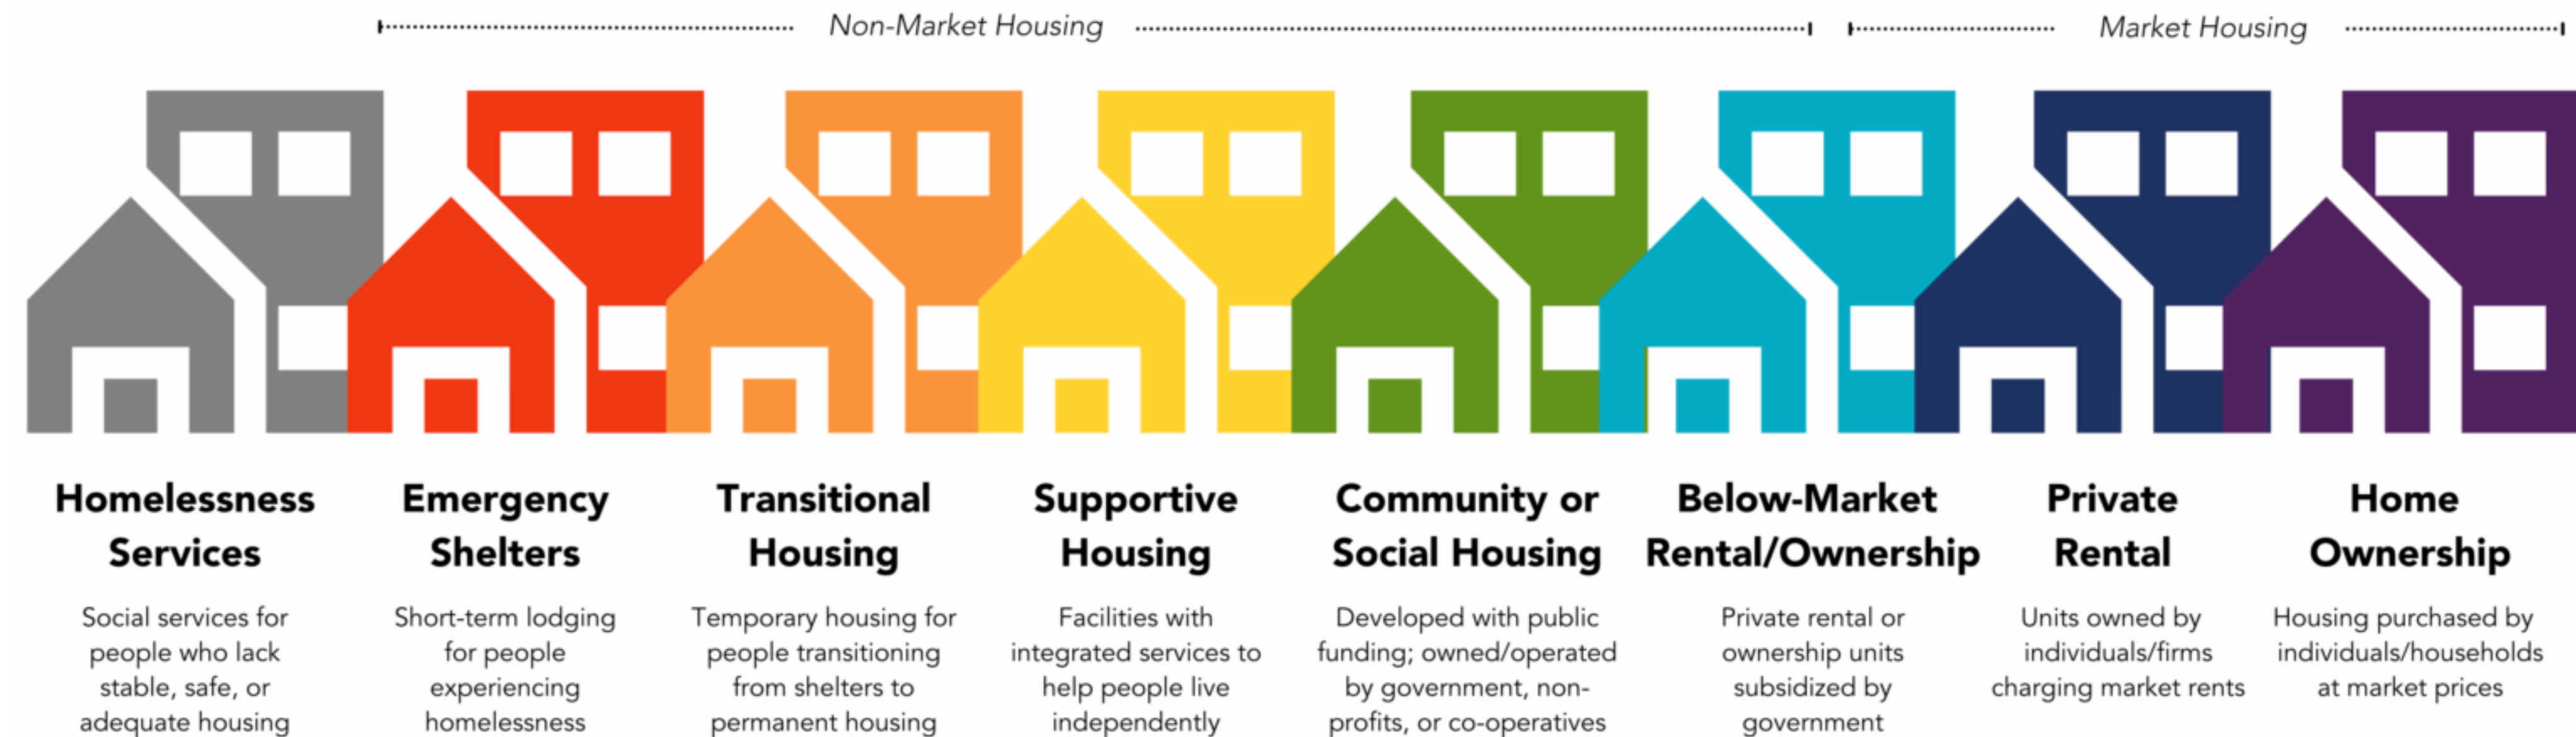 Non-Market Housing
Market Housing
Homelessness
Services
Social services for
people who lack
stable, safe, or
adequate housing
Emergency
Shelters
Short-term lodging
for people
experiencing
homelessness
Transitional
Housing
Temporary housing for
people transitioning
from shelters to
permanent housing
Supportive
Housing
Facilities with
integrated services to
help people live
independently
Community or
Social Housing
Developed with public
funding; owned/operated
by government, non-
profits, or co-operatives
Below-Market
Rental/Ownership
Private rental or
ownership units
subsidized by
government
Private
Rental
Units owned by
individuals/firms
charging market rents
Home
Ownership
Housing purchased by
individuals/households
at market prices